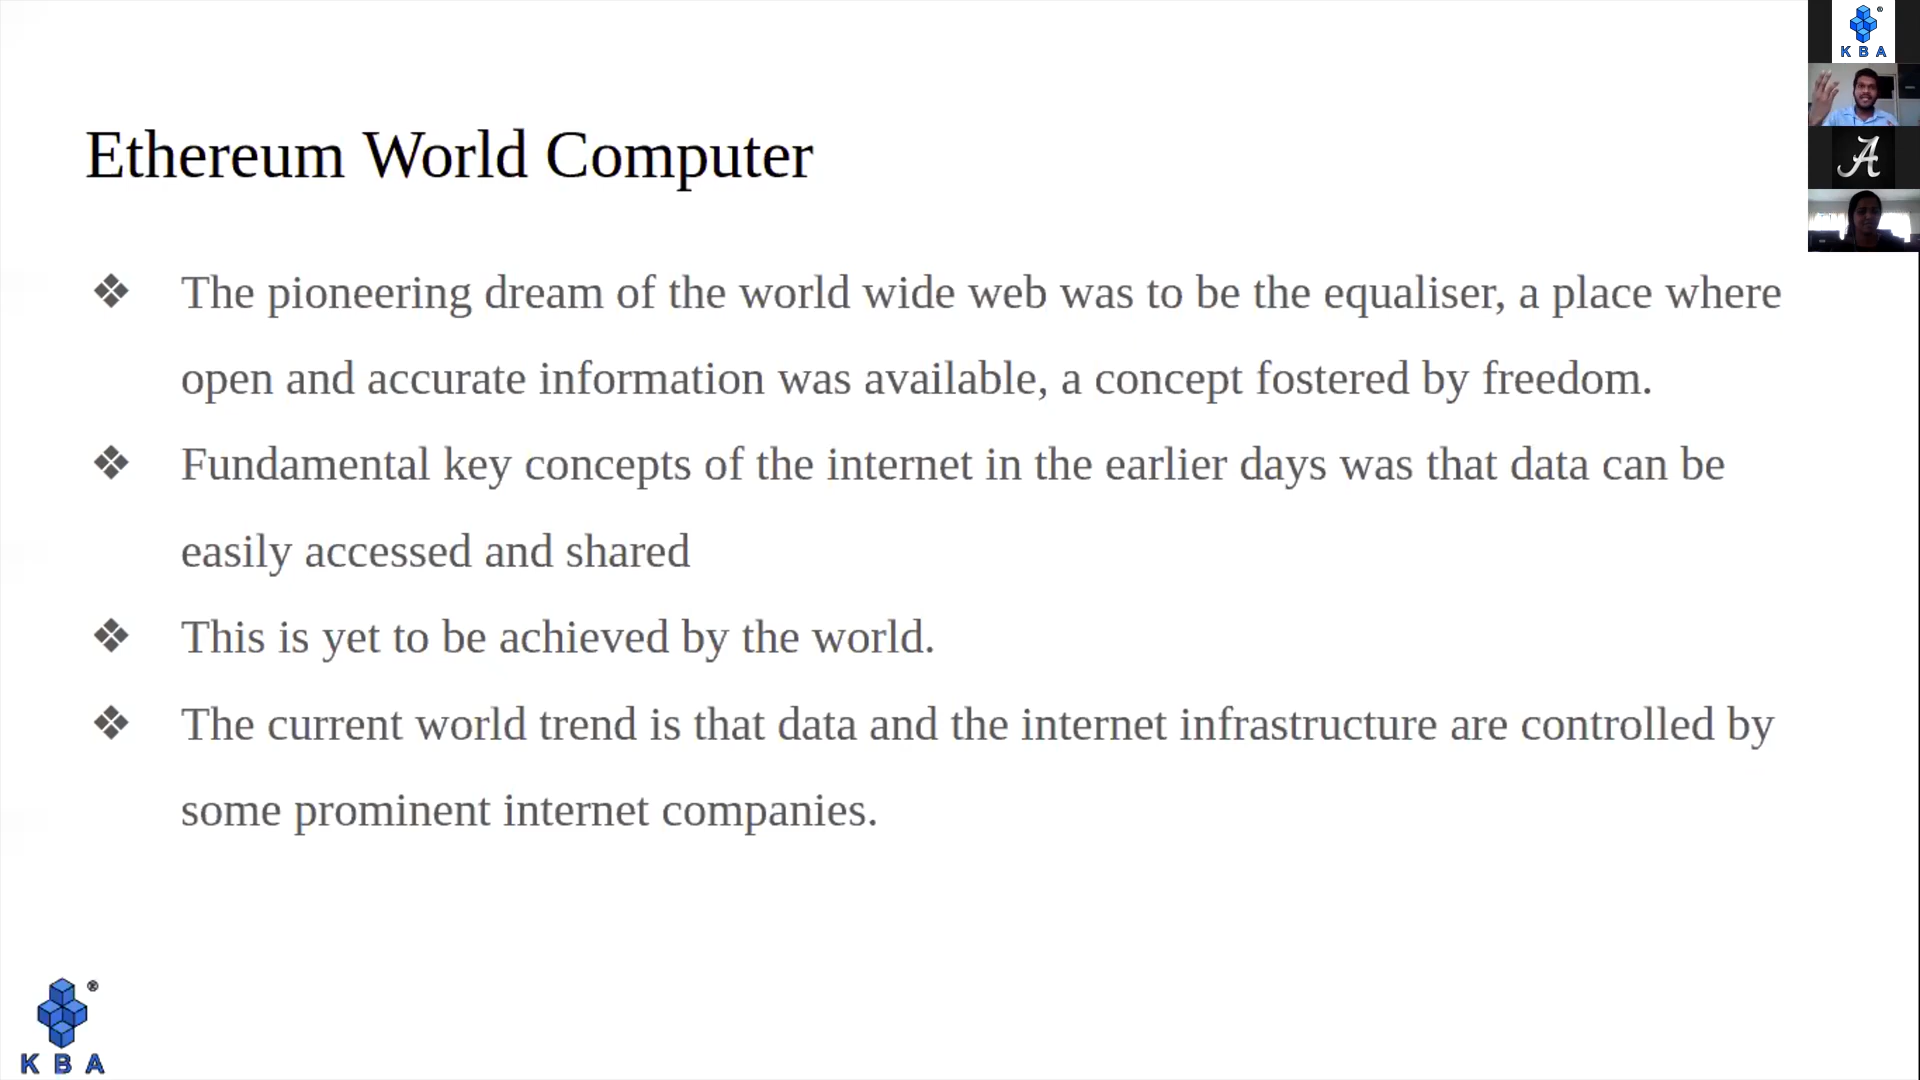 Ethereum World Computer
❖ The pioneering dream of the world wide web was to be the equaliser, a place where
open and accurate information was available, a concept fostered by freedom.
❖ Fundamental key concepts of the internet in the earlier days was that data can be
easily accessed and shared
❖ This is yet to be achieved by the world.
❖ The current world trend is that data and the internet infrastructure are controlled by
some prominent internet companies.
K B A
®
K B A
®
A